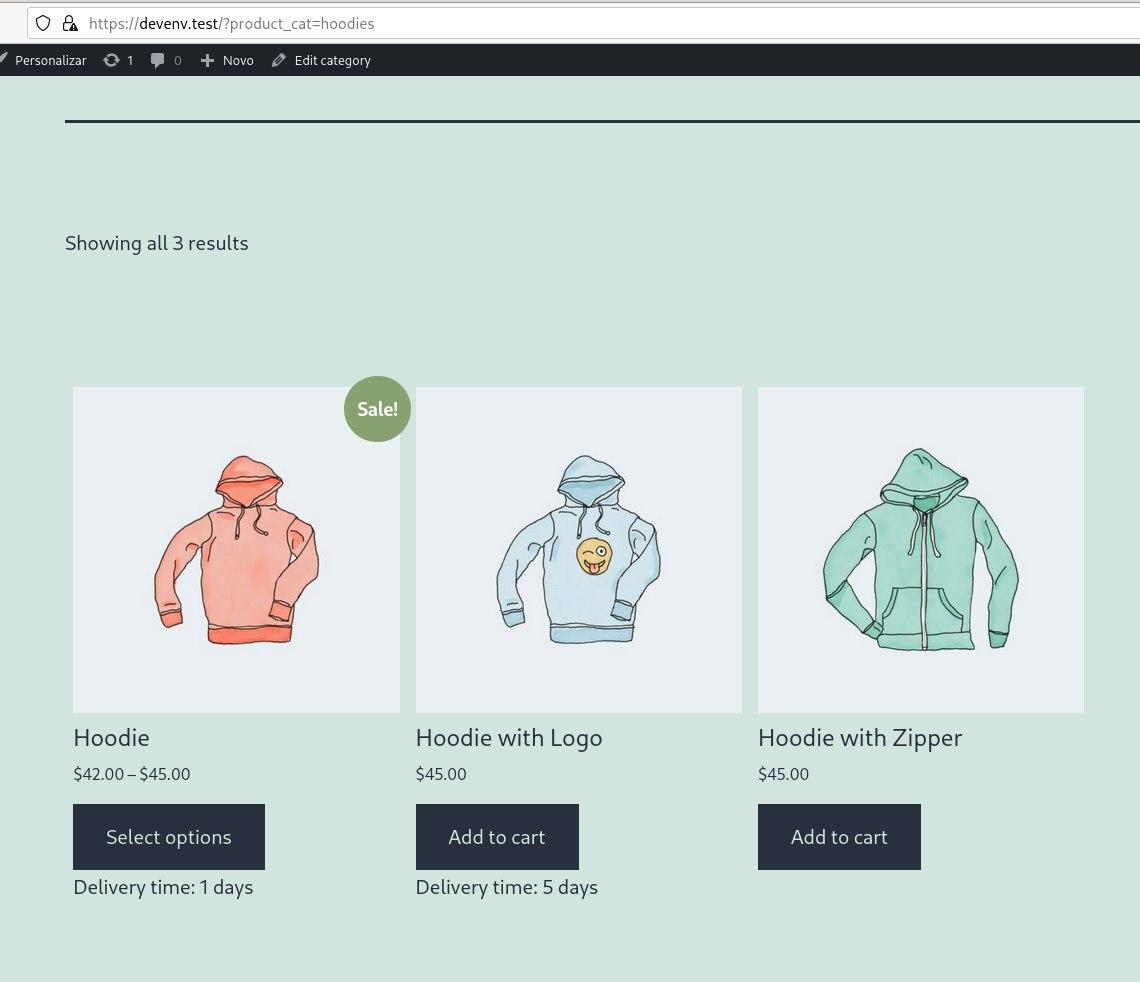 https://devenv.test/?product_cat=hoodies
Personalizar 1 0 Novo Edit category
Showing all 3 results
Sale!
Hoodie
$42.00 – $45.00
Select options
Delivery time: 1 days
Hoodie with Logo
$45.00
Add to cart
Delivery time: 5 days
Hoodie with Zipper
$45.00
Add to cart